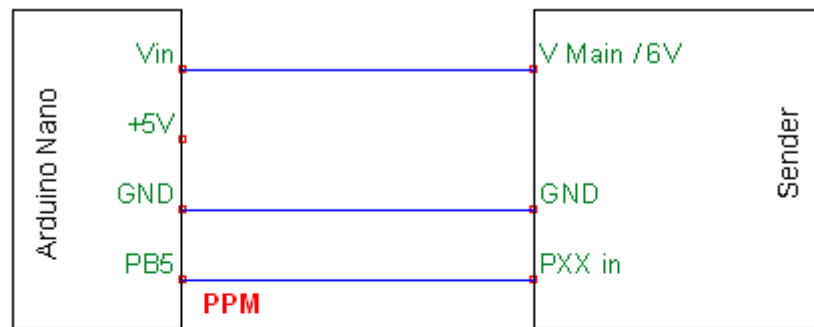 Arduino Nano
Vin
+5V
GND
PB5
PPM
V Main /6V
GND
PXX in
Sender